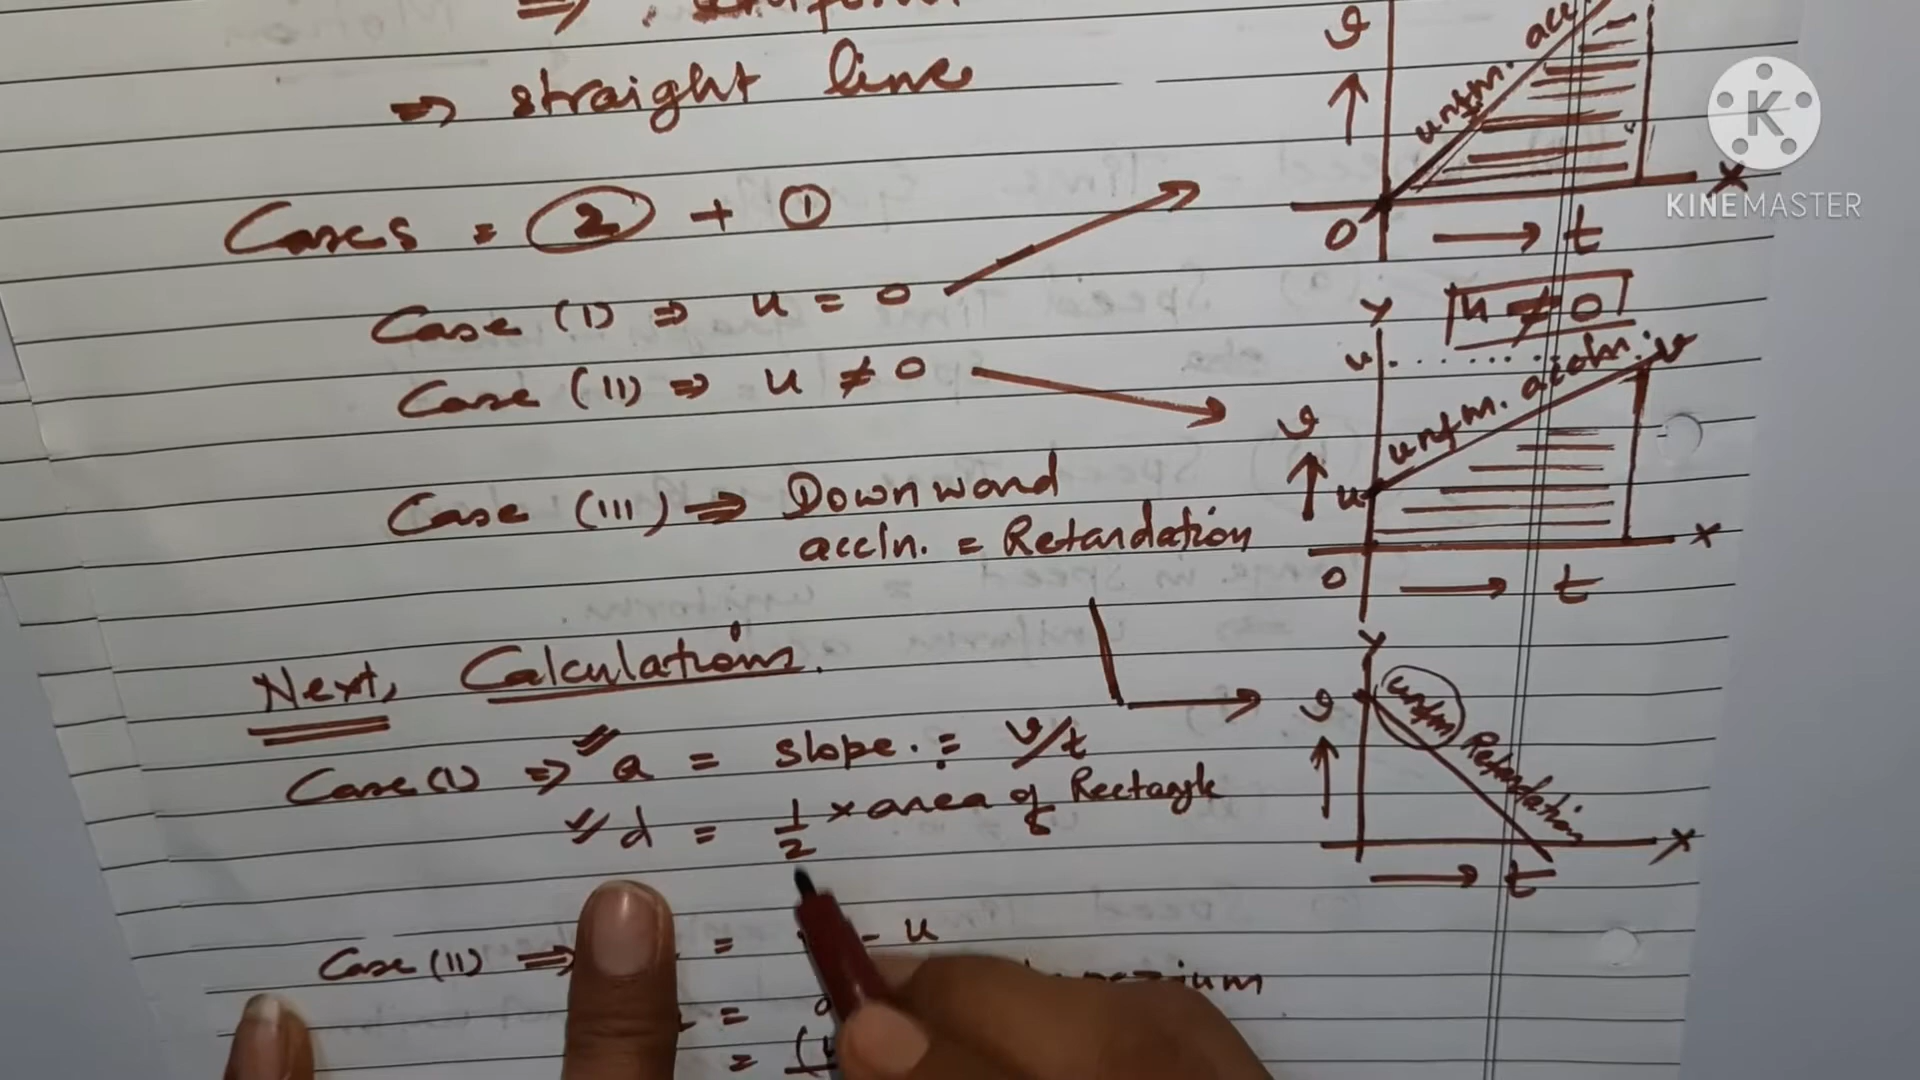 ⇒ straight line
Cases = 2 + 1
Case (I) ⇒ u = 0
Case (II) ⇒ u ≠ 0
Case (III) ⇒ Downward
accln. = Retardation
Next, Calculations.
Case (I) ⇒ a = slope. = v/t
d = 1/2 × area of Rectangle
Case (II) ⇒ = - u
=
=
v
unfm. acc
X
O → t
Y
u ≠ 0
v
unfm. accln.
v
v
u
X
O → t
Y
v
unfm Retardation
X
→ t
K
KINEMASTER